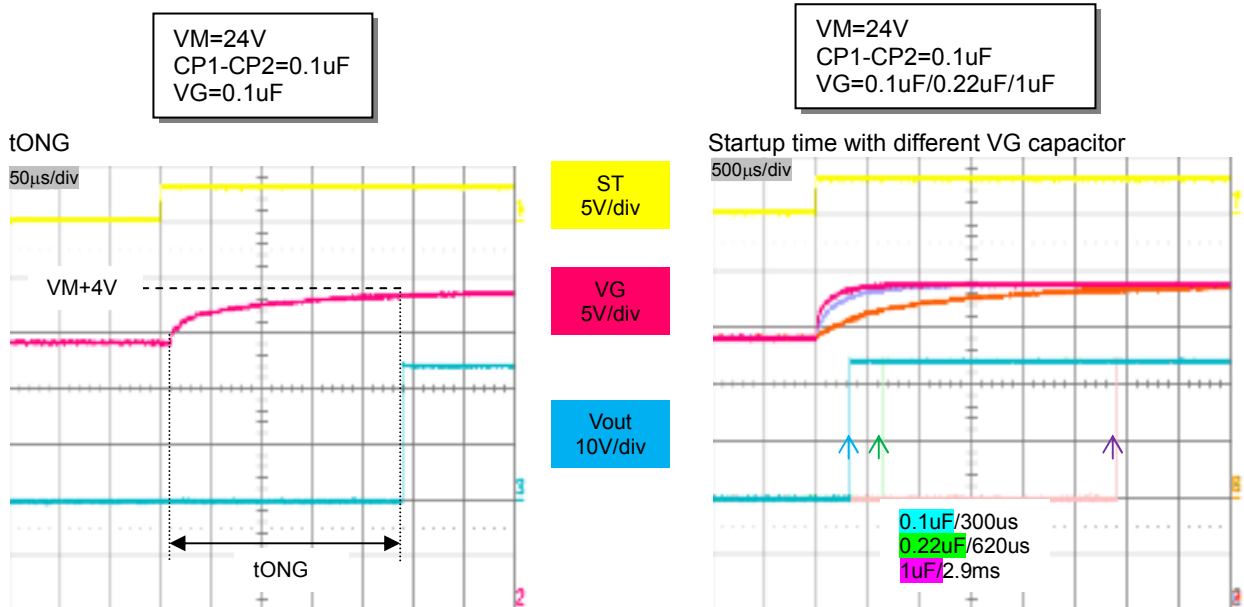 VM=24V
CP1-CP2=0.1uF
VG=0.1uF
VM=24V
CP1-CP2=0.1uF
VG=0.1uF/0.22uF/1uF
tONG
50μs/div
VM+4V
tONG
3
2
ST
5V/div
VG
5V/div
Vout
10V/div
Startup time with different VG capacitor
500μs/div
0.1uF/300us
0.22uF/620us
1uF/2.9ms